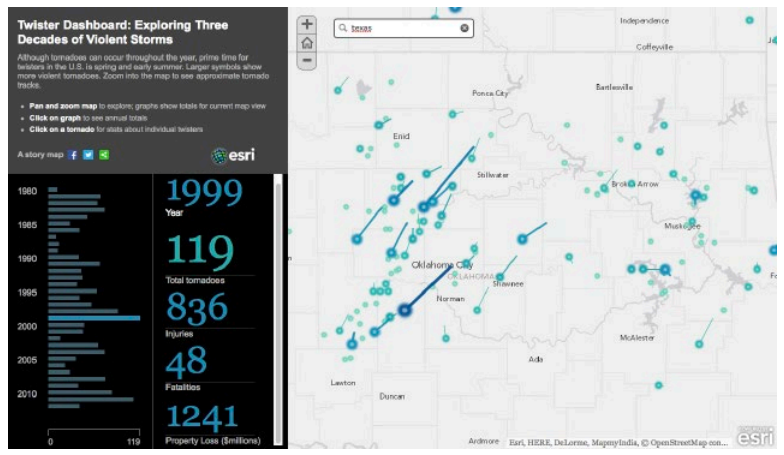 Twister Dashboard: Exploring Three
Decades of Violent Storms
Although tornadoes can occur throughout the year, prime time for
twisters in the U.S. is spring and early summer. Larger symbols show
more violent tornadoes. Zoom into the map to see approximate tornado
tracks.
• Pan and zoom map to explore; graphs show totals for current map view
• Click on graph to see annual totals
• Click on a tornado for stats about individual twisters
A story map
esri
1980
1985
1990
1995
2000
2005
2010
0 119
1999
Year
119
Total tornadoes
836
Injuries
48
Fatalities
1241
Property Loss ($millions)
+
texas
−
Independence
Coffeyville
Ponca City
Bartlesville
Enid
Stillwater
Broken Arrow
Muskogee
Oklahoma City
OKLAHOMA
Shawnee
Norman
McAlester
Ada
Lawton
Duncan
Ardmore
Esri, HERE, DeLorme, MapmyIndia, © OpenStreetMap con...
esri